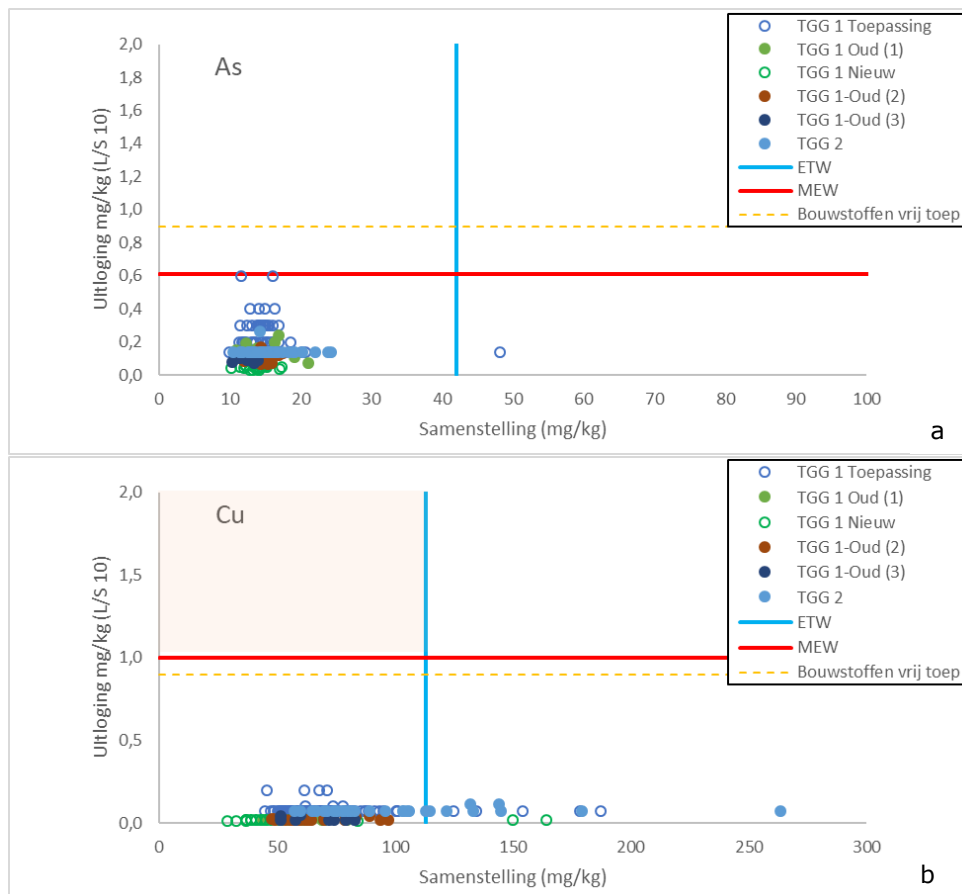 As
Uitloging mg/kg (L/S 10)
2,0
1,8
1,6
1,4
1,2
1,0
0,8
0,6
0,4
0,2
0,0
0 10 20 30 40 50 60 70 80 90 100
Samenstelling (mg/kg)
TGG 1 Toepassing
TGG 1 Oud (1)
TGG 1 Nieuw
TGG 1-Oud (2)
TGG 1-Oud (3)
TGG 2
ETW
MEW
Bouwstoffen vrij toep
a
Cu
Uitloging mg/kg (L/S 10)
2,0
1,5
1,0
0,5
0,0
0 50 100 150 200 250 300
Samenstelling (mg/kg)
TGG 1 Toepassing
TGG 1 Oud (1)
TGG 1 Nieuw
TGG 1-Oud (2)
TGG 1-Oud (3)
TGG 2
ETW
MEW
Bouwstoffen vrij toep
b